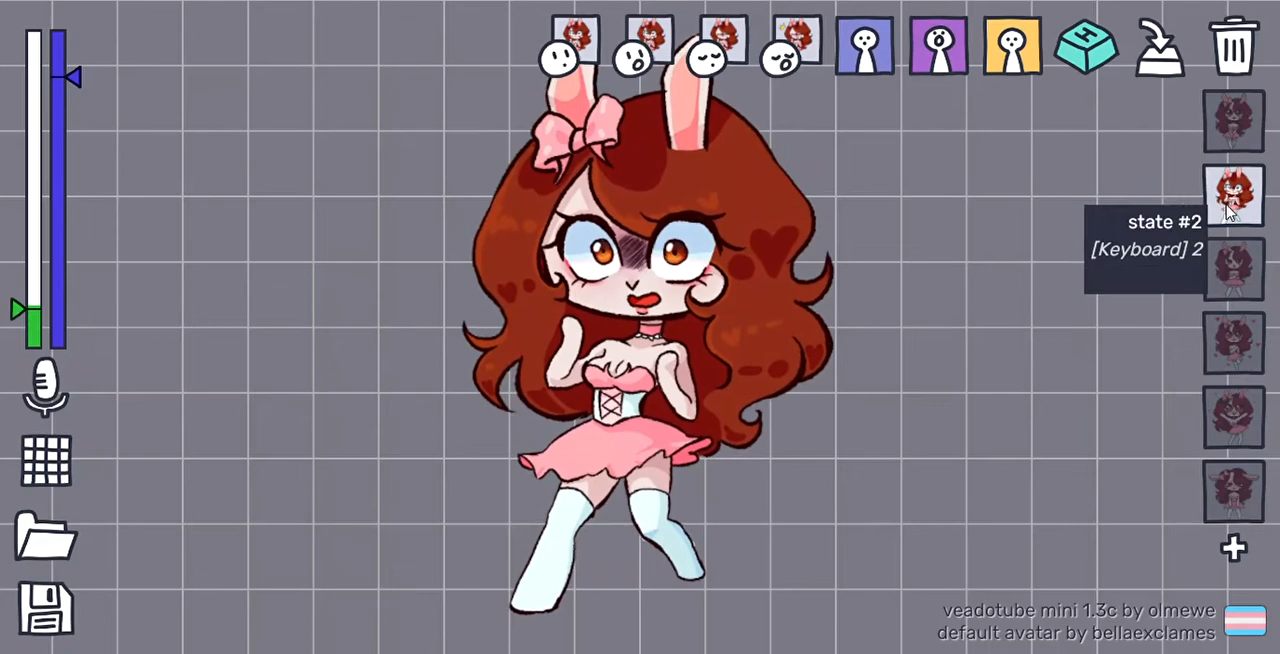 H
state #2
[Keyboard] 2
veadotube mini 1.3c by olmewe
default avatar by bellaexclames